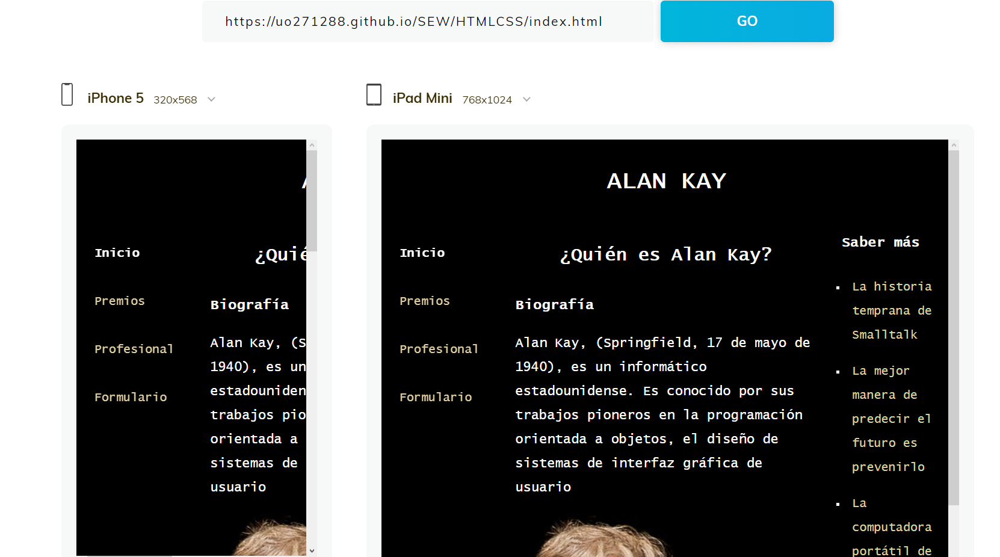 https://uo271288.github.io/SEW/HTMLCSS/index.html
GO
iPhone 5 320x568
iPad Mini 768x1024
Inicio
Premios
Profesional
Formulario
¿Quié
Biografía
Alan Kay, (S
1940), es un
estadouniden
trabajos pio
orientada a
sistemas de
usuario
ALAN KAY
Inicio
Premios
Profesional
Formulario
¿Quién es Alan Kay?
Biografía
Alan Kay, (Springfield, 17 de mayo de
1940), es un informático
estadounidense. Es conocido por sus
trabajos pioneros en la programación
orientada a objetos, el diseño de
sistemas de interfaz gráfica de
usuario
Saber más
La historia
temprana de
Smalltalk
La mejor
manera de
predecir el
futuro es
prevenirlo
La
computadora
portátil de